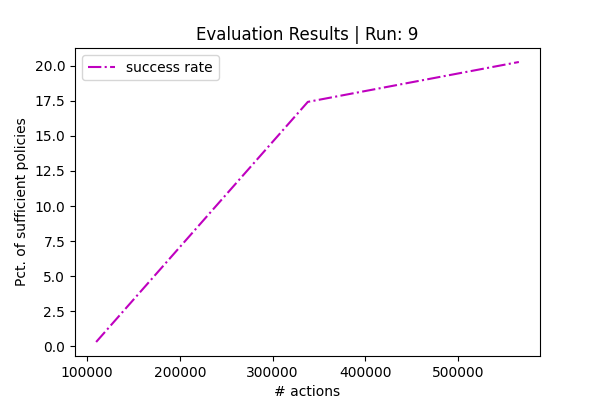 Evaluation Results | Run: 9
success rate
Pct. of sufficient policies
20.0
17.5
15.0
12.5
10.0
7.5
5.0
2.5
0.0
100000 200000 300000 400000 500000
# actions